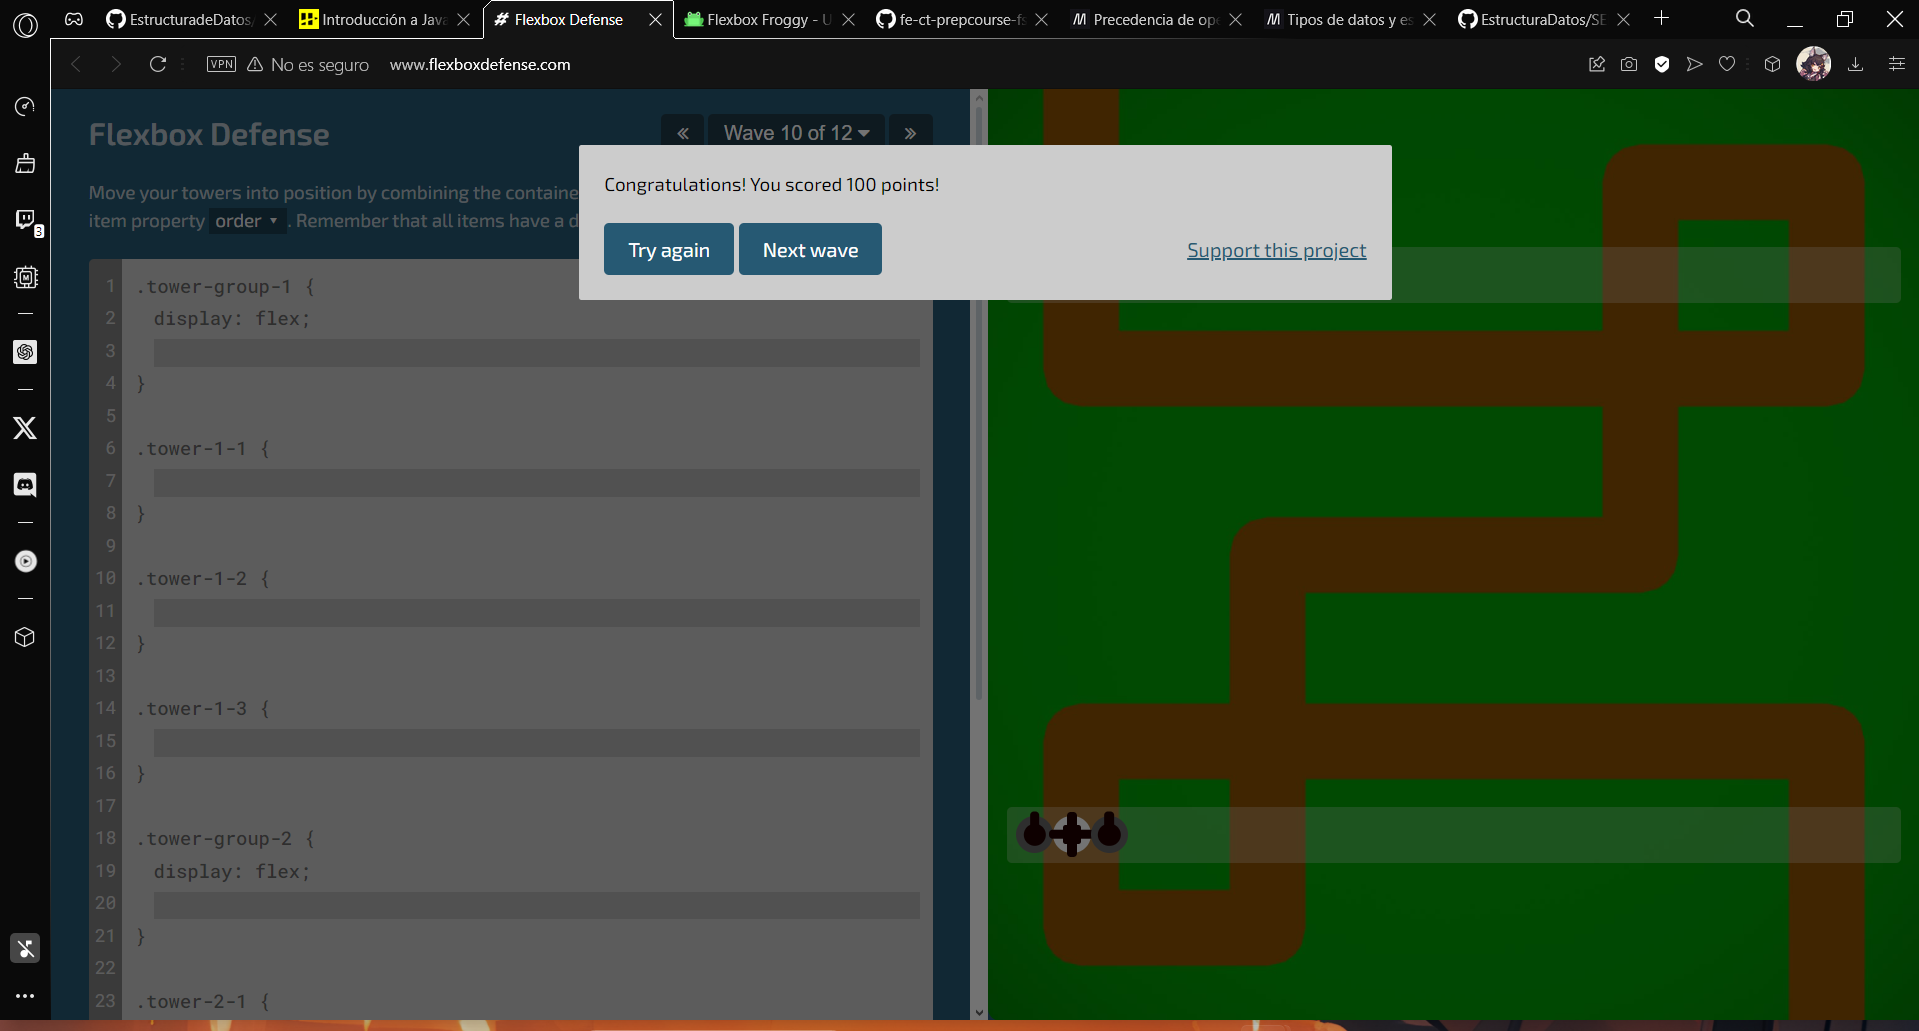 EstructuradeDatos/
Introducción a Java
Flexbox Defense
Flexbox Froggy - U
fe-ct-prepcourse-fs
Precedencia de ope
Tipos de datos y es
EstructuraDatos/SE
VPN
No es seguro
www.flexboxdefense.com
Flexbox Defense
« Wave 10 of 12 »
Move your towers into position by combining the containe
item property order . Remember that all items have a d
Congratulations! You scored 100 points!
Try again
Next wave
Support this project
1 .tower-group-1 {
2 display: flex;
3
4 }
5
6 .tower-1-1 {
7
8 }
9
10 .tower-1-2 {
11
12 }
13
14 .tower-1-3 {
15
16 }
17
18 .tower-group-2 {
19 display: flex;
20
21 }
22
23 .tower-2-1 {
3